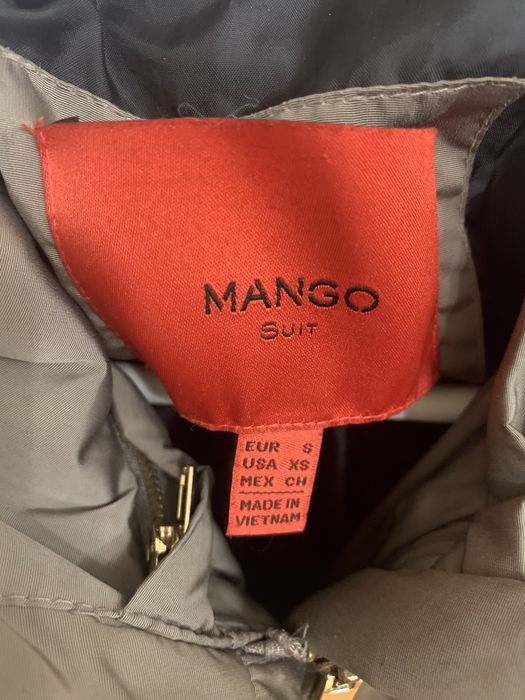 MANGO
SUIT
EUR S
USA XS
MEX CH
MADE IN
VIETNAM